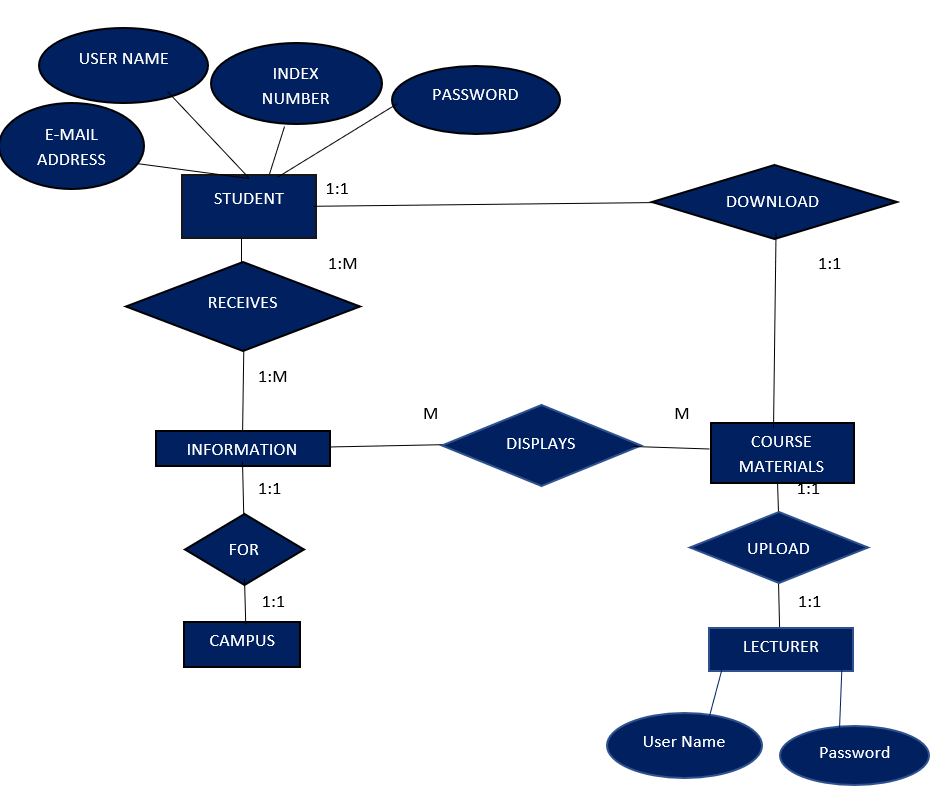 USER NAME
INDEX
NUMBER
PASSWORD
E-MAIL
ADDRESS
STUDENT
1:1
DOWNLOAD
1:M
1:1
RECEIVES
1:M
M
M
INFORMATION
DISPLAYS
COURSE
MATERIALS
1:1
1:1
FOR
UPLOAD
1:1
1:1
CAMPUS
LECTURER
User Name
Password